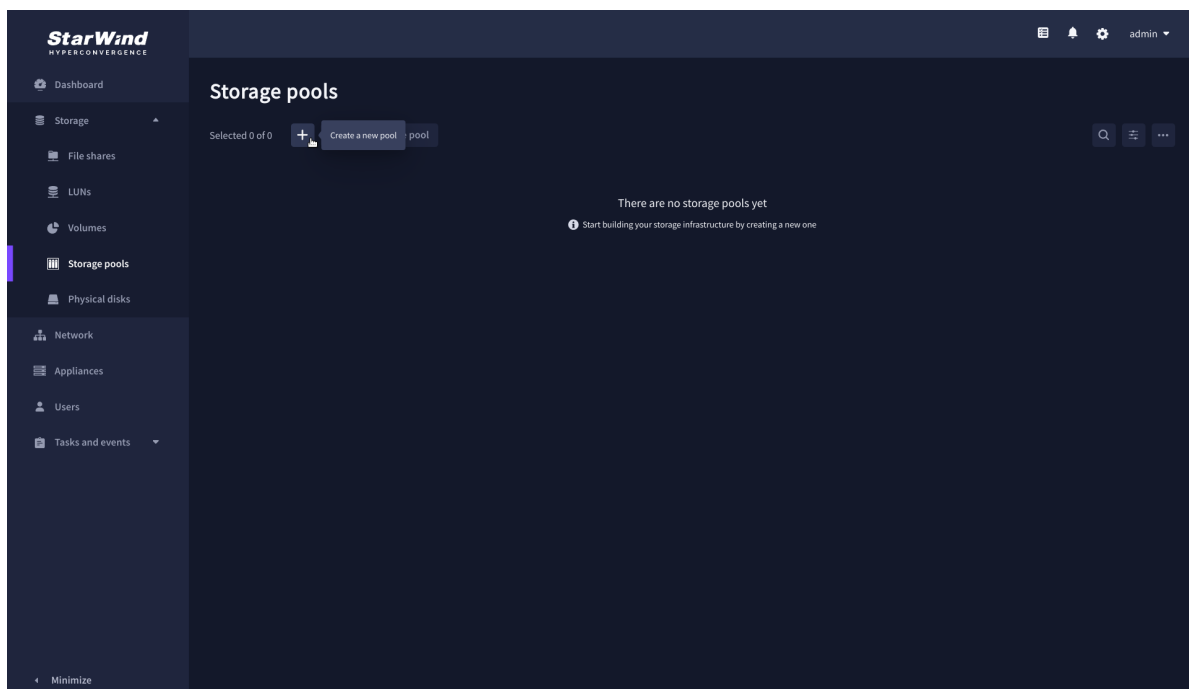 StarWind
HYPERCONVERGENCE
admin
Dashboard
Storage
File shares
LUNs
Volumes
Storage pools
Physical disks
Network
Appliances
Users
Tasks and events
Minimize
Storage pools
Selected 0 of 0
Create a new pool
pool
There are no storage pools yet
Start building your storage infrastructure by creating a new one